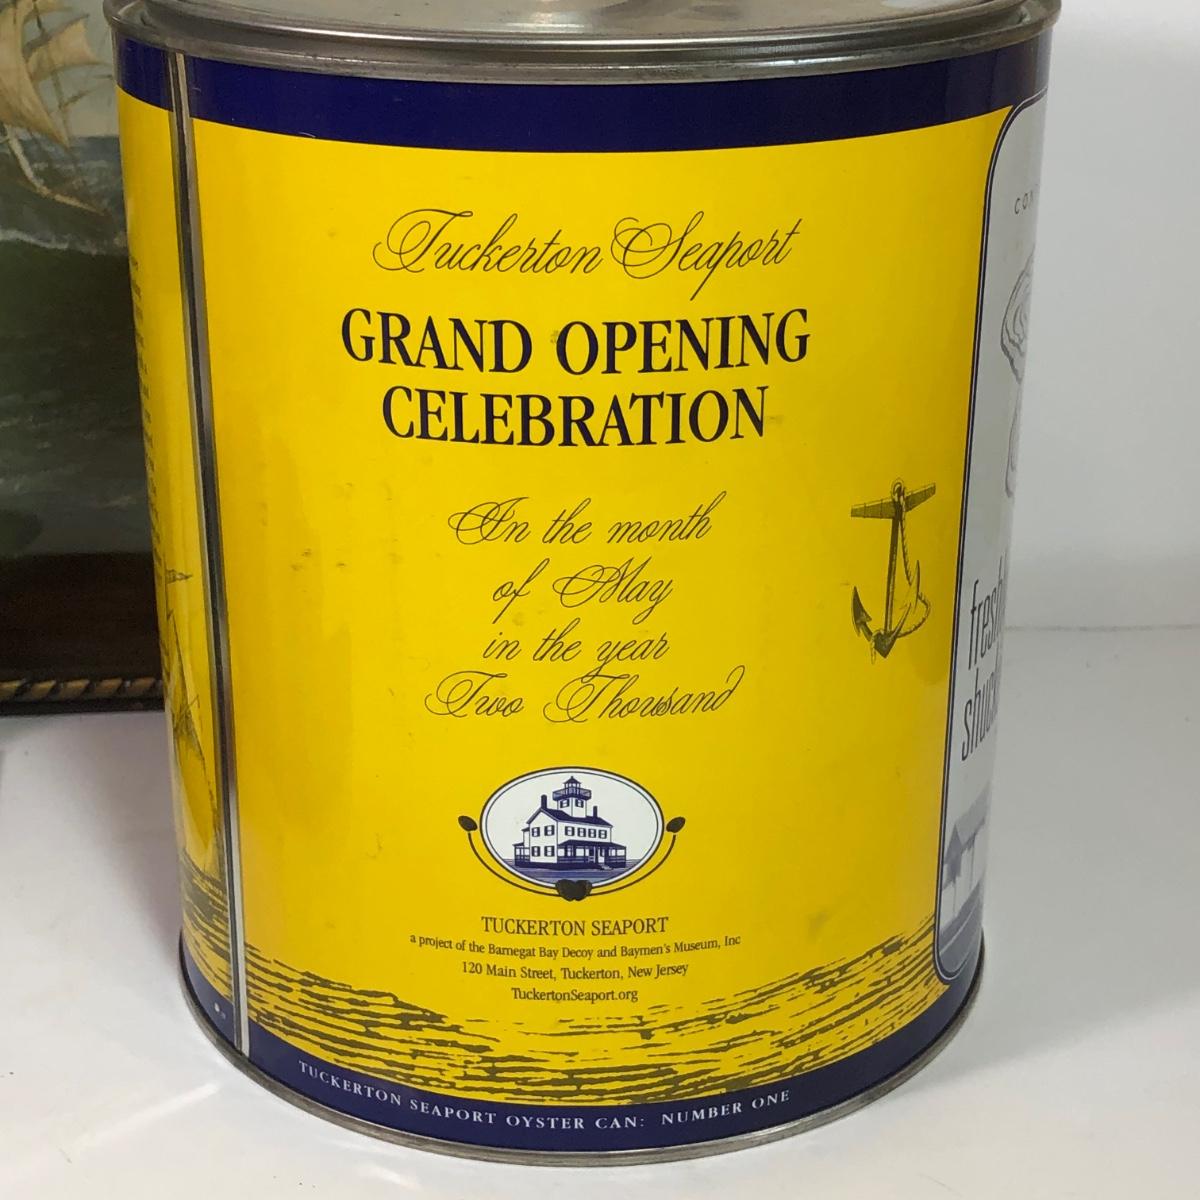 Tuckerton Seaport
GRAND OPENING
CELEBRATION
In the month
of May
in the year
Two Thousand
TUCKERTON SEAPORT
a project of the Barnegat Bay Decoy and Baymen's Museum, Inc
120 Main Street, Tuckerton, New Jersey
TuckertonSeaport.org
TUCKERTON SEAPORT OYSTER CAN: NUMBER ONE